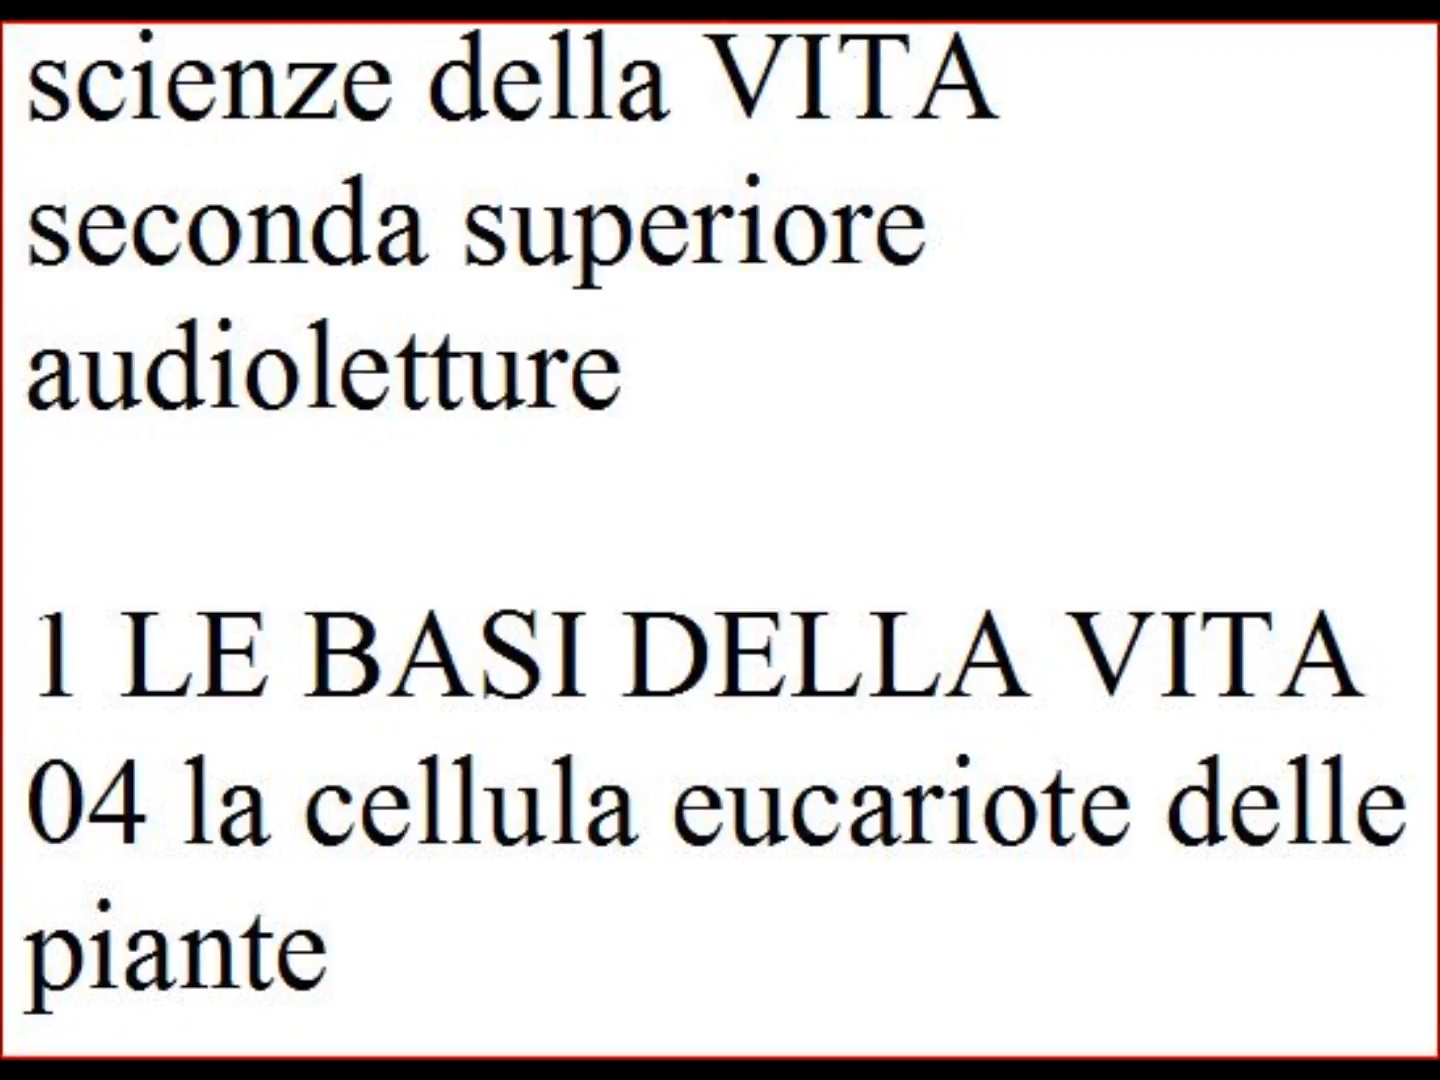 scienze della VITA
seconda superiore
audioletture
1 LE BASI DELLA VITA
04 la cellula eucariote delle
piante